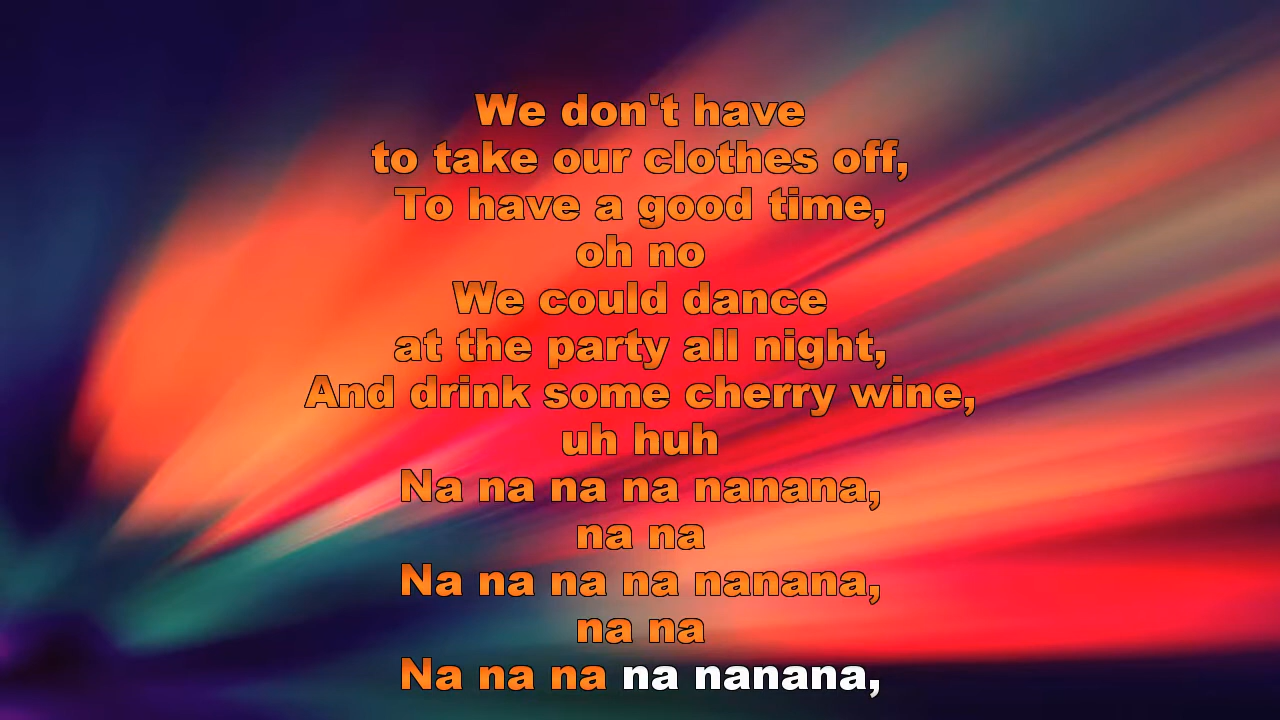 We don't have
to take our clothes off,
To have a good time,
oh no
We could dance
at the party all night,
And drink some cherry wine,
uh huh
Na na na na nanana,
na na
Na na na na nanana,
na na
Na na na na nanana,